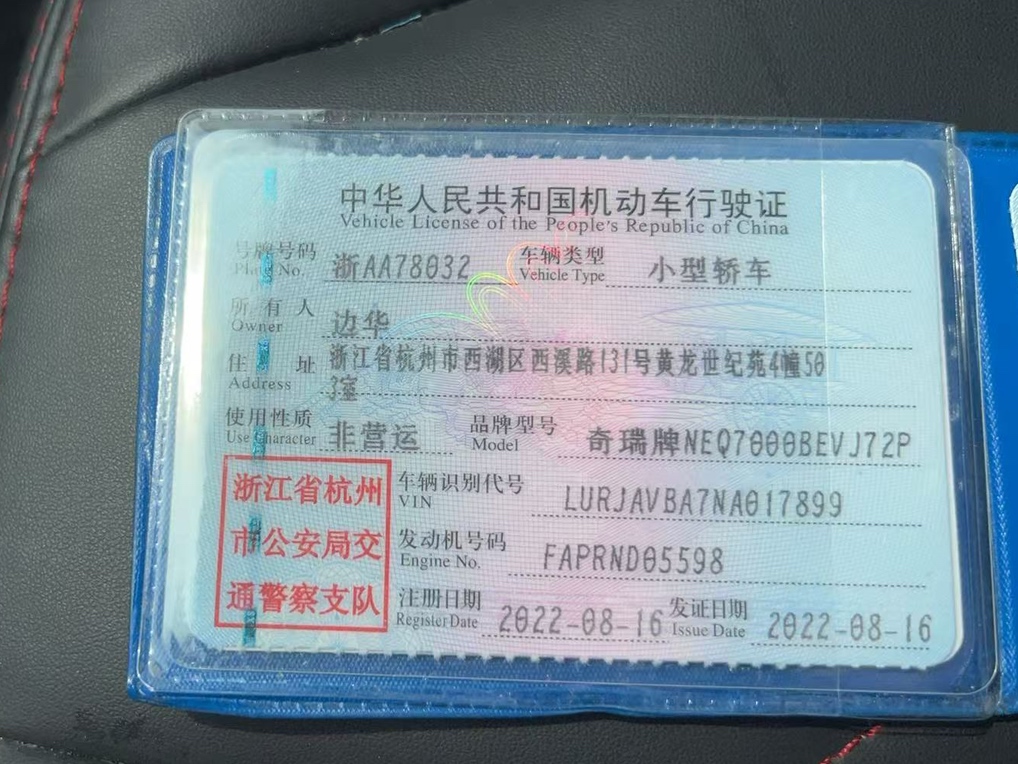 中华人民共和国机动车行驶证
Vehicle License of the People's Republic of China
号牌号码 浙AA78032 车辆类型 小型轿车
Plate No. Vehicle Type
所有人 边华
Owner
住址 浙江省杭州市西湖区西溪路131号黄龙世纪苑4幢50
Address 3室
使用性质 非营运 品牌型号 奇瑞牌NEQ7000BEVJ72P
Use Character Model
浙江省杭州
市公安局交
通警察支队
车辆识别代号 LURJAVBA7NA017899
VIN
发动机号码 FAPRND05598
Engine No.
注册日期 2022-08-16 发证日期 2022-08-16
Register Date Issue Date